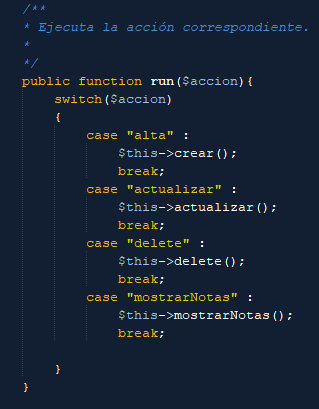 /**
* Ejecuta la acción correspondiente.
*
*/
public function run($accion){
switch($accion)
{
case "alta" :
$this->crear();
break;
case "actualizar" :
$this->actualizar();
break;
case "delete" :
$this->delete();
break;
case "mostrarNotas" :
$this->mostrarNotas();
break;
}
}